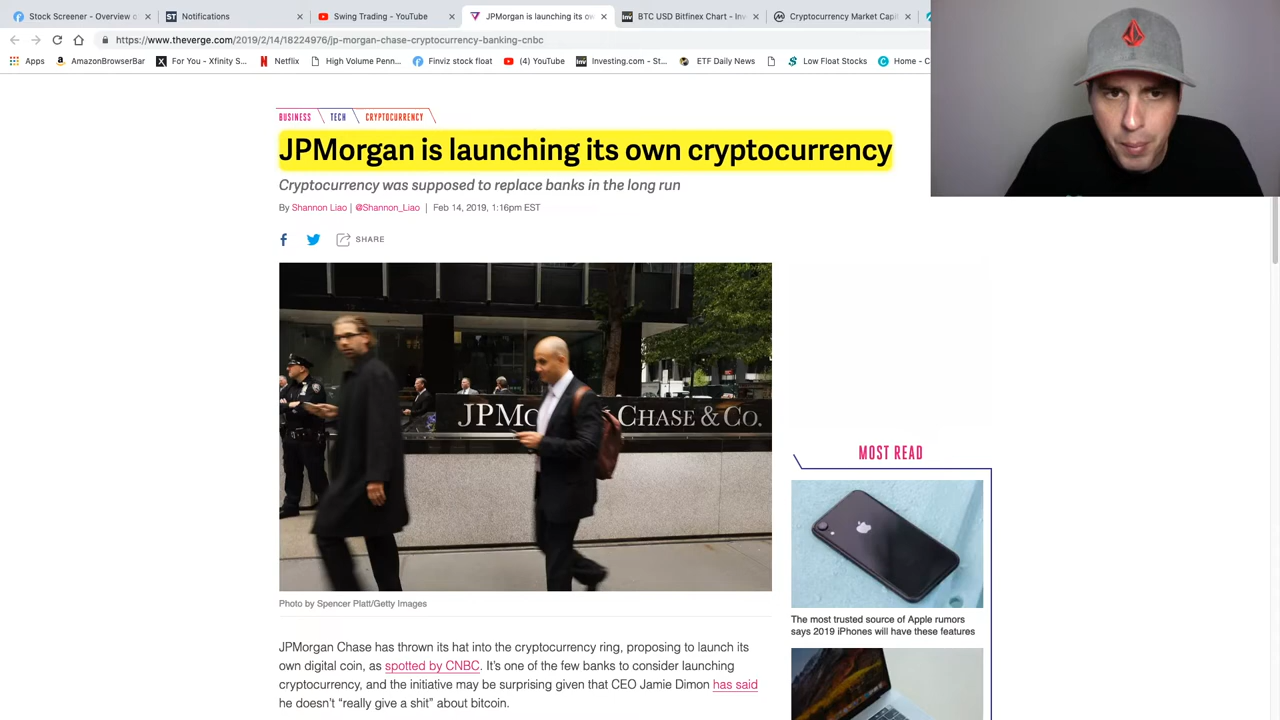 Stock Screener - Overview o
Notifications
Swing Trading - YouTube
JPMorgan is launching its ow
BTC USD Bitfinex Chart - Inv
Cryptocurrency Market Capi
https://www.theverge.com/2019/2/14/18224976/jp-morgan-chase-cryptocurrency-banking-cnbc
Apps
AmazonBrowserBar
For You - Xfinity S...
Netflix
High Volume Penn...
Finviz stock float
(4) YouTube
Investing.com - St...
ETF Daily News
Low Float Stocks
Home - C
BUSINESS
TECH
CRYPTOCURRENCY
JPMorgan is launching its own cryptocurrency
Cryptocurrency was supposed to replace banks in the long run
By Shannon Liao | @Shannon_Liao | Feb 14, 2019, 1:16pm EST
SHARE
JPMO CHASE & CO.
MOST READ
The most trusted source of Apple rumors
says 2019 iPhones will have these features
Photo by Spencer Platt/Getty Images
JPMorgan Chase has thrown its hat into the cryptocurrency ring, proposing to launch its
own digital coin, as spotted by CNBC. It's one of the few banks to consider launching
cryptocurrency, and the initiative may be surprising given that CEO Jamie Dimon has said
he doesn't “really give a shit” about bitcoin.